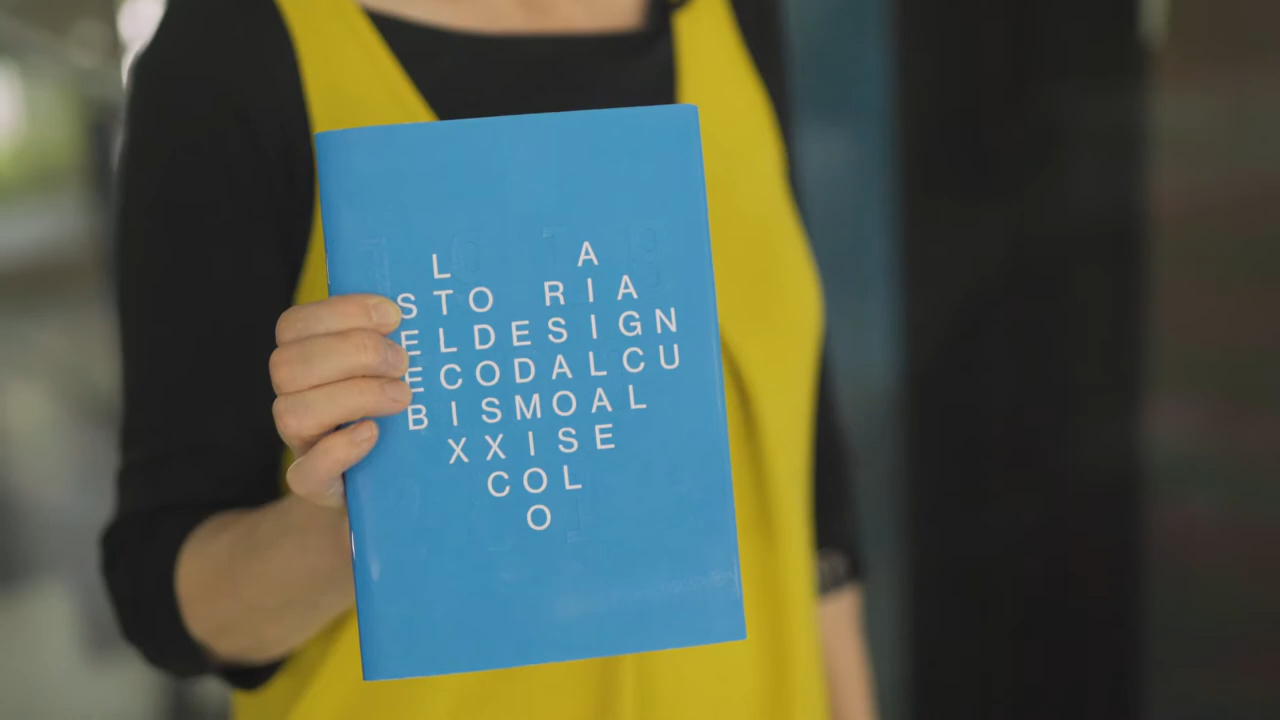 L A
STO RIA
ELDESIGN
ECODALCU
BISMOAL
XXISE
COL
O